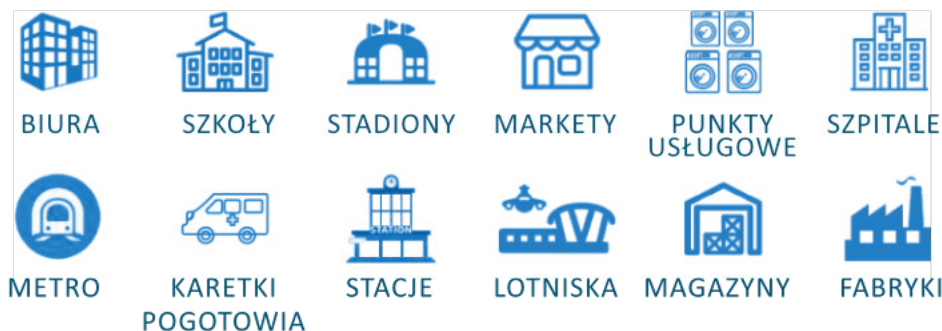 BIURA SZKOŁY STADIONY MARKETY PUNKTY SZPITALE
USŁUGOWE
STATION
METRO KARETKI STACJE LOTNISKA MAGAZYNY FABRYKI
POGOTOWIA